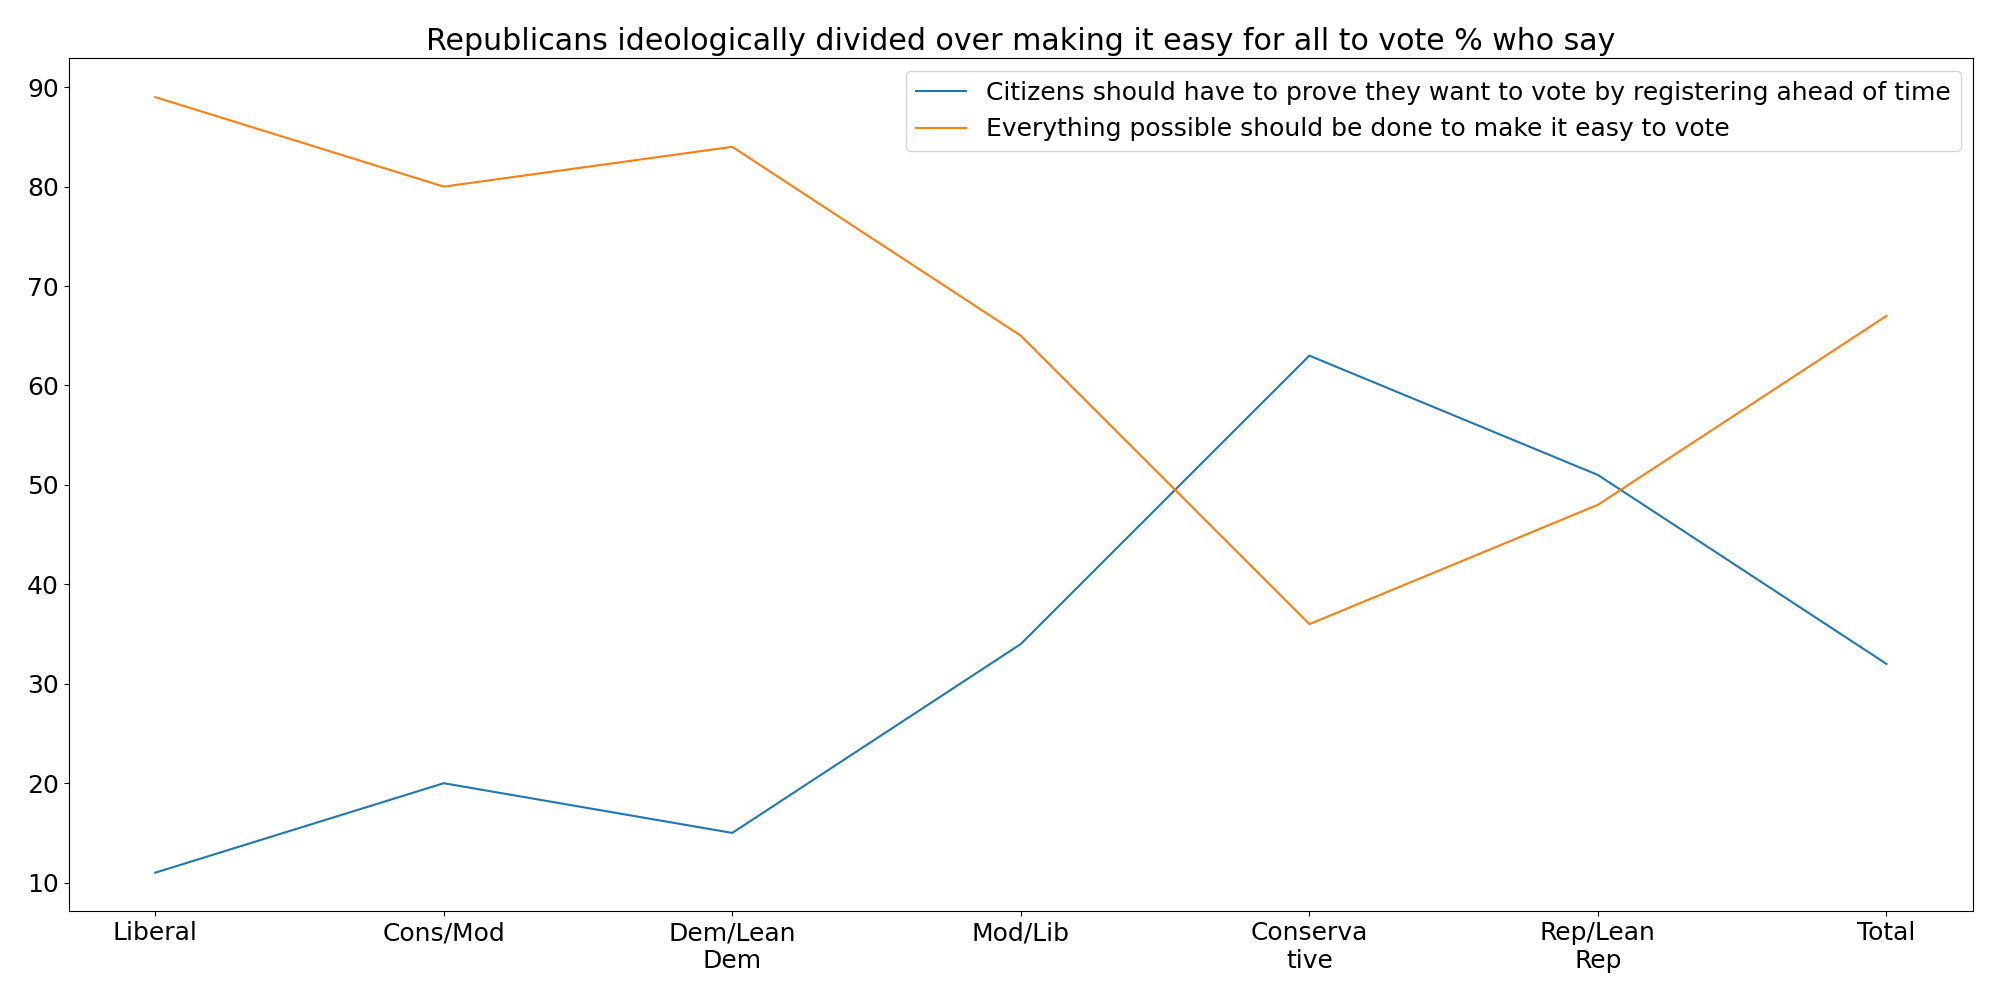 Republicans ideologically divided over making it easy for all to vote % who say
Citizens should have to prove they want to vote by registering ahead of time
Everything possible should be done to make it easy to vote
90
80
70
60
50
40
30
20
10
Liberal
Cons/Mod
Dem/Lean
Dem
Mod/Lib
Conserva
tive
Rep/Lean
Rep
Total